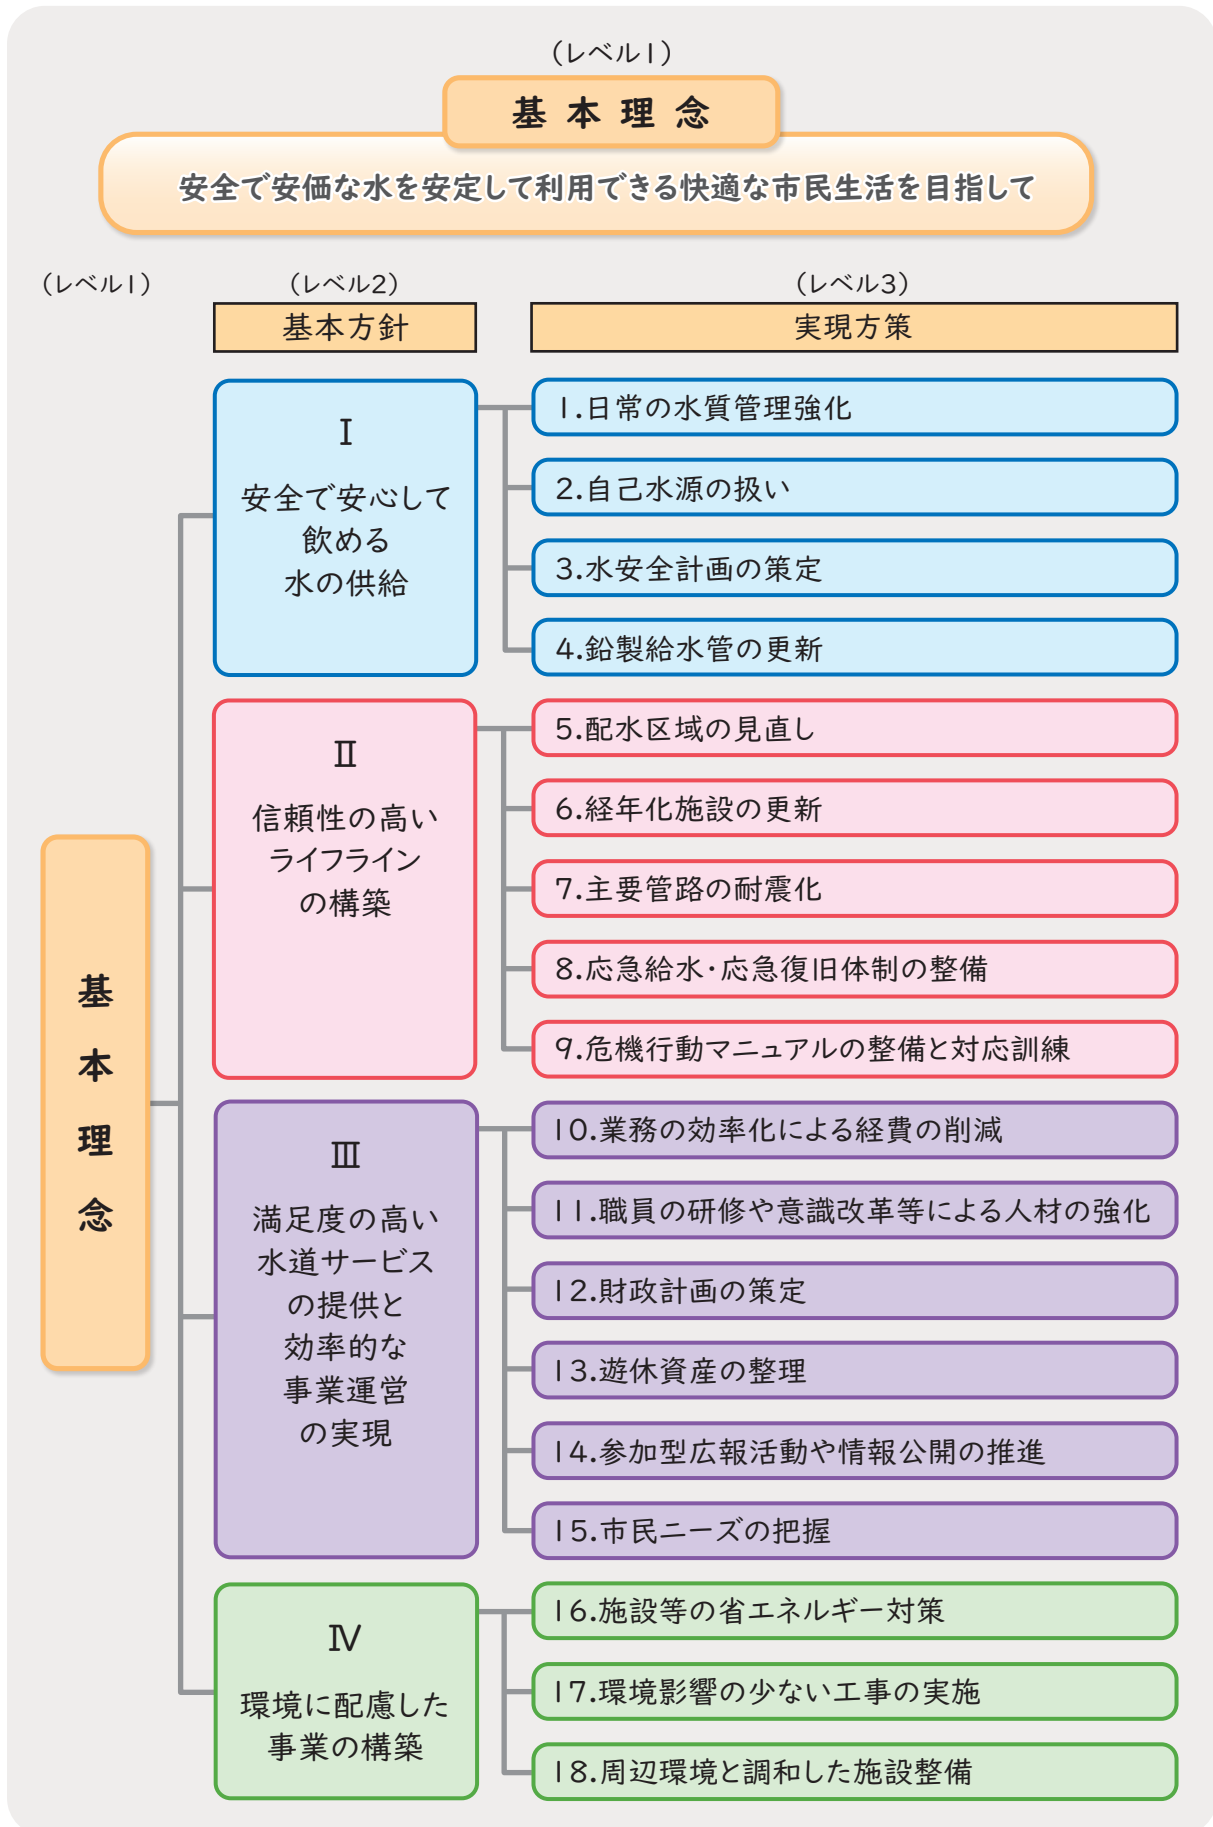 (レベル1)
基本理念
安全で安価な水を安定して利用できる快適な市民生活を目指して
(レベル1)
(レベル2)
(レベル3)
基本方針
実現方策
基本理念
Ⅰ
安全で安心して
飲める
水の供給
1.日常の水質管理強化
2.自己水源の扱い
3.水安全計画の策定
4.鉛製給水管の更新
Ⅱ
信頼性の高い
ライフライン
の構築
5.配水区域の見直し
6.経年化施設の更新
7.主要管路の耐震化
8.応急給水・応急復旧体制の整備
9.危機行動マニュアルの整備と対応訓練
Ⅲ
満足度の高い
水道サービス
の提供と
効率的な
事業運営
の実現
10.業務の効率化による経費の削減
11.職員の研修や意識改革等による人材の強化
12.財政計画の策定
13.遊休資産の整理
14.参加型広報活動や情報公開の推進
15.市民ニーズの把握
Ⅳ
環境に配慮した
事業の構築
16.施設等の省エネルギー対策
17.環境影響の少ない工事の実施
18.周辺環境と調和した施設整備